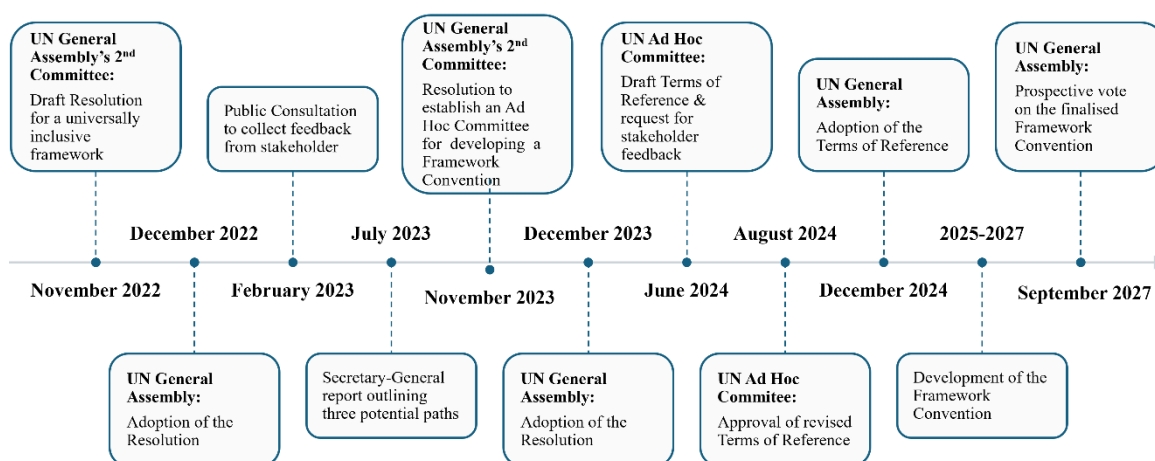 UN General
Assembly's 2nd
Committee:
Draft Resolution
for a universally
inclusive
framework
Public Consultation
to collect feedback
from stakeholder
UN General
Assembly's 2nd
Committee:
Resolution to
establish an Ad
Hoc Committee
for developing a
Framework
Convention
UN Ad Hoc
Committee:
Draft Terms of
Reference &
request for
stakeholder
feedback
UN General
Assembly:
Adoption of the
Terms of Reference
UN General
Assembly:
Prospective vote
on the finalised
Framework
Convention
December 2022
July 2023
December 2023
August 2024
2025-2027
November 2022
February 2023
November 2023
June 2024
December 2024
September 2027
UN General
Assembly:
Adoption of the
Resolution
Secretary-General
report outlining
three potential paths
UN General
Assembly:
Adoption of the
Resolution
UN Ad Hoc
Commitee:
Approval of revised
Terms of Reference
Development of the
Framework
Convention